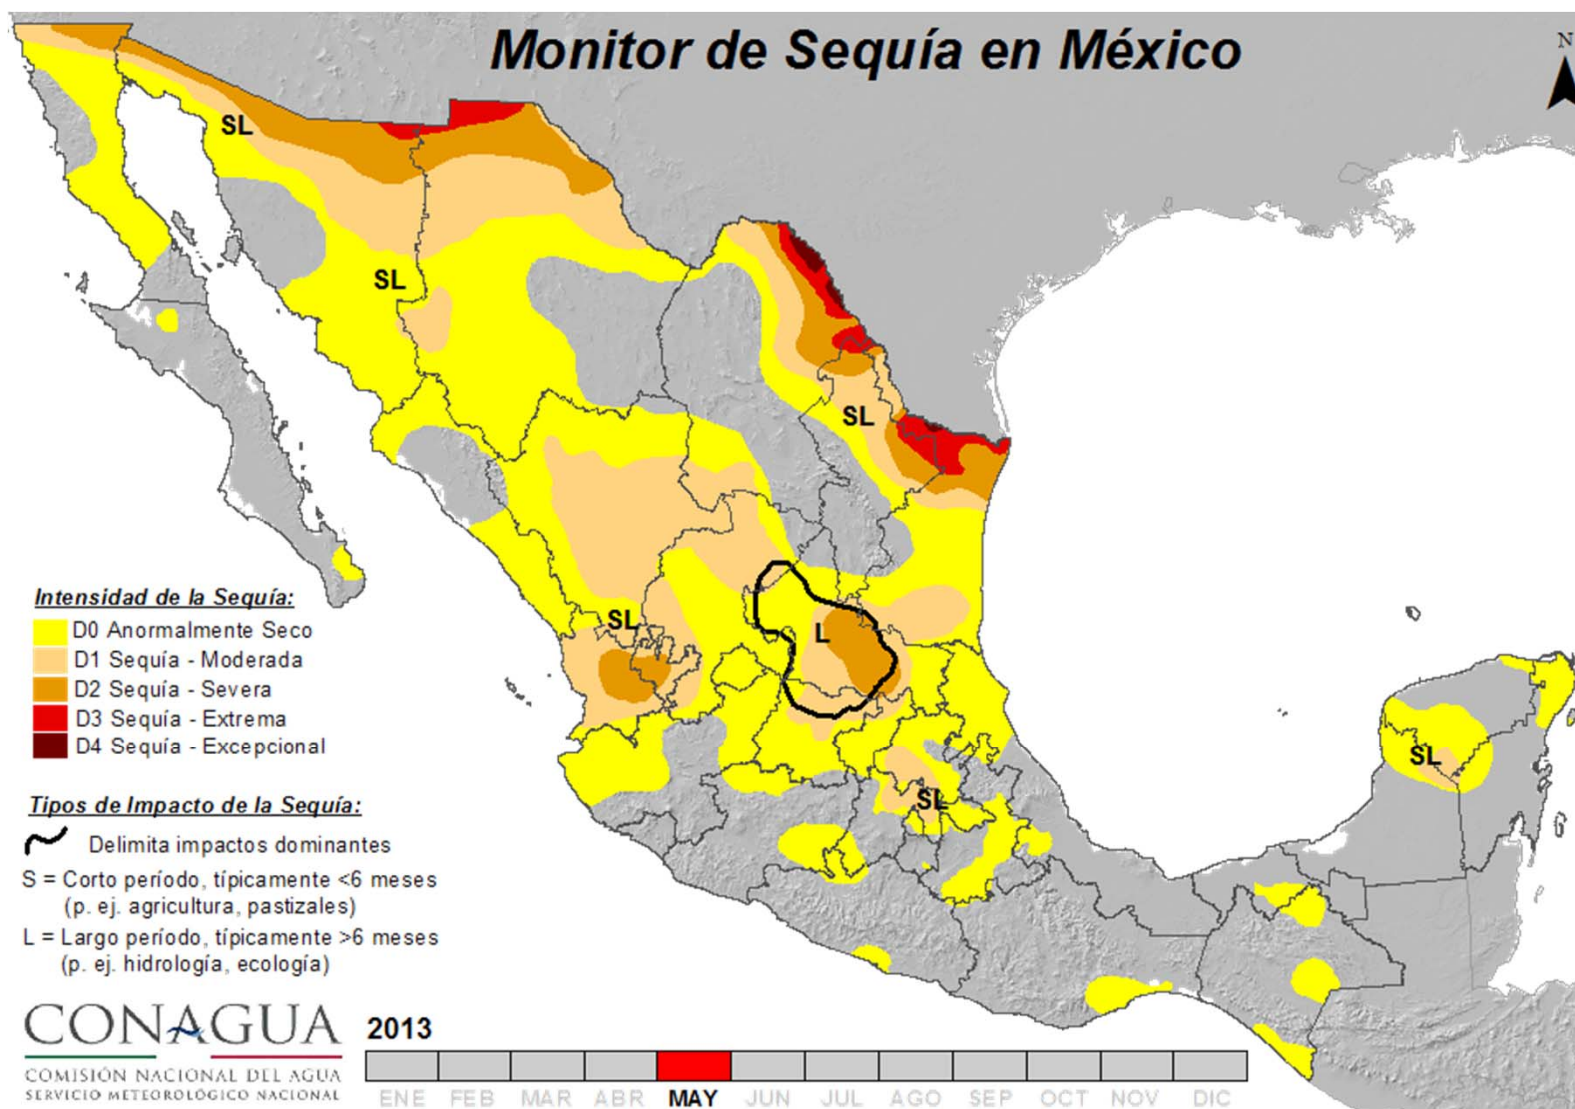 Monitor de Sequía en México
N
SL
SL
SL
SL
L
SL
SL
Intensidad de la Sequía:
D0 Anormalmente Seco
D1 Sequía - Moderada
D2 Sequía - Severa
D3 Sequía - Extrema
D4 Sequía - Excepcional
Tipos de Impacto de la Sequía:
Delimita impactos dominantes
S = Corto período, típicamente <6 meses
(p. ej. agricultura, pastizales)
L = Largo período, típicamente >6 meses
(p. ej. hidrología, ecología)
CONAGUA
COMISIÓN NACIONAL DEL AGUA
SERVICIO METEOROLÓGICO NACIONAL
2013
ENE FEB MAR ABR MAY JUN JUL AGO SEP OCT NOV DIC